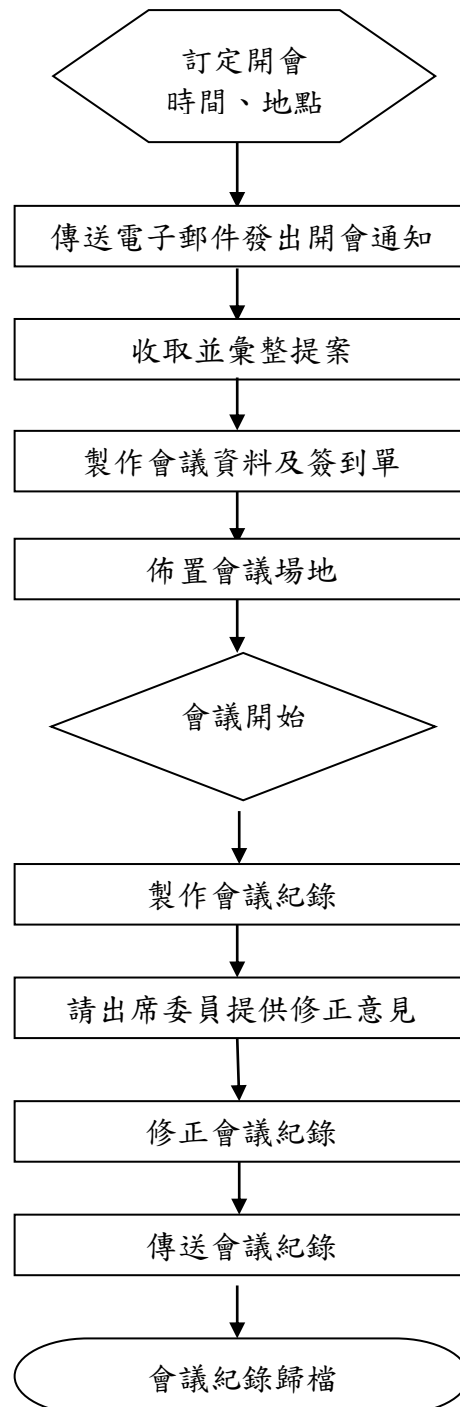 訂定開會
時間、地點
傳送電子郵件發出開會通知
收取並彙整提案
製作會議資料及簽到單
佈置會議場地
會議開始
製作會議紀錄
請出席委員提供修正意見
修正會議紀錄
傳送會議紀錄
會議紀錄歸檔